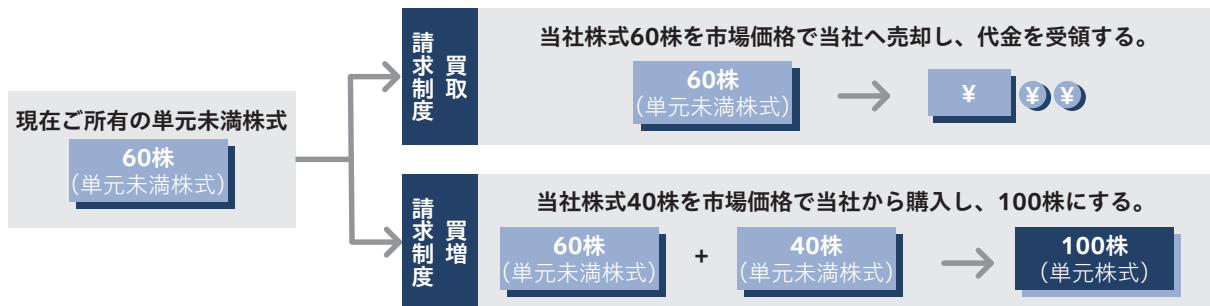 現在ご所有の単元未満株式
60株
(単元未満株式)
買取
請求制度
当社株式60株を市場価格で当社へ売却し、代金を受領する。
60株
(単元未満株式)
¥
¥ ¥
買増
請求制度
当社株式40株を市場価格で当社から購入し、100株にする。
60株
(単元未満株式)
+
40株
(単元未満株式)
100株
(単元株式)